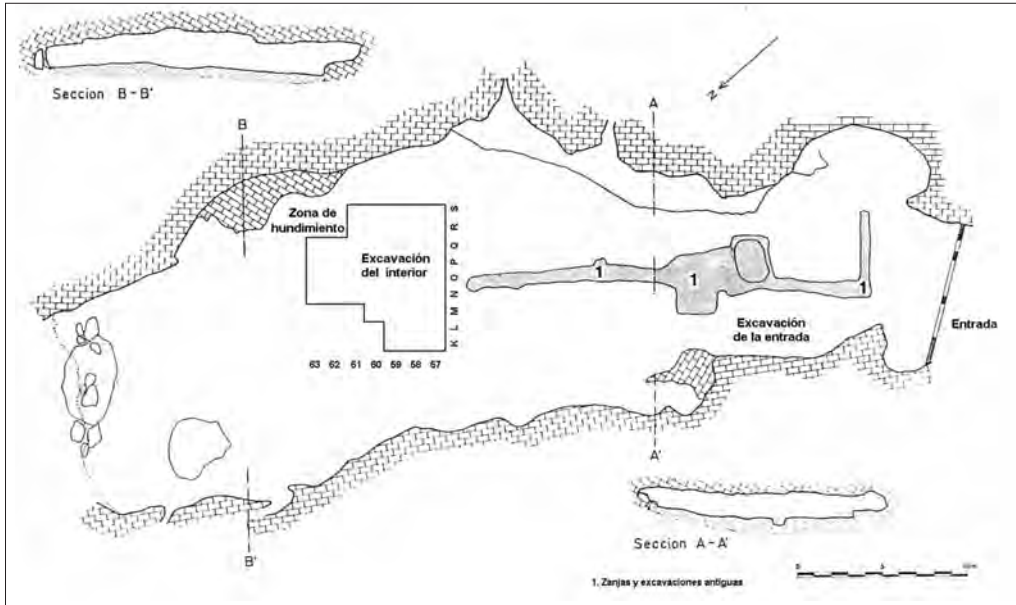 Seccion B-B'
N
A
B
Zona de
hundimiento
Excavación
del interior
K L M N O P Q R S
63 62 61 60 59 58 57
1
1
1
Excavación
de la entrada
Entrada
A'
B'
Seccion A-A'
1. Zanjas y excavaciones antiguas
0